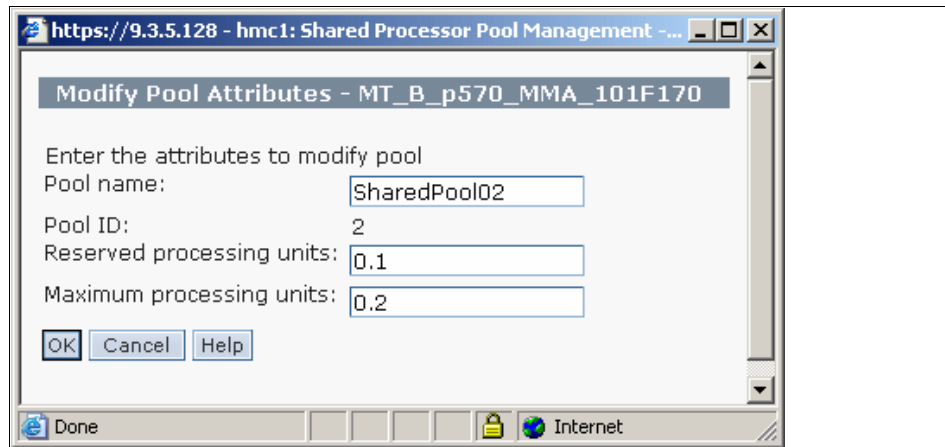 https://9.3.5.128 - hmc1: Shared Processor Pool Management -...
Modify Pool Attributes - MT_B_p570_MMA_101F170
Enter the attributes to modify pool
Pool name: SharedPool02
Pool ID: 2
Reserved processing units: 0.1
Maximum processing units: 0.2
OK Cancel Help
Done Internet